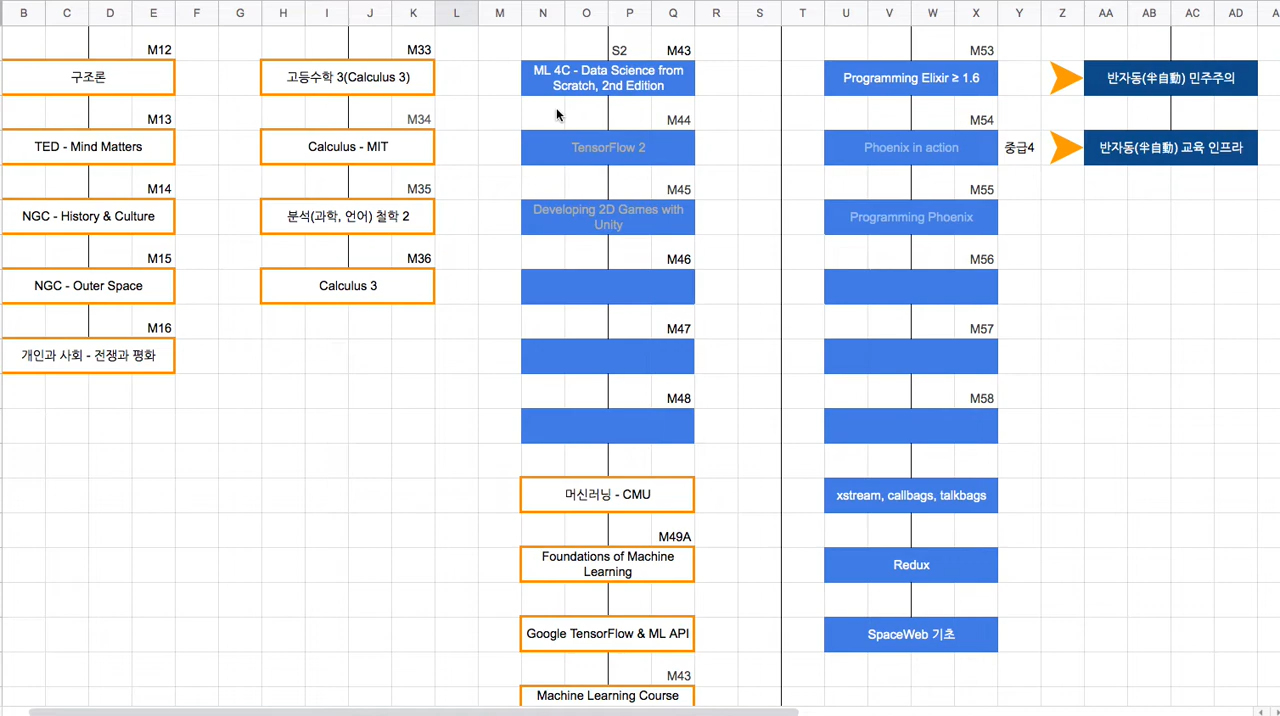 B C D E F G H I J K L M N O P Q R S T U V W X Y Z AA AB AC AD
M12 M33 S2 M43 M53
구조론
고등수학 3(Calculus 3)
ML 4C - Data Science from
Scratch, 2nd Edition
Programming Elixir ≥ 1.6
반자동(半自動) 민주주의
M13 M34 M44 M54
TED - Mind Matters
Calculus - MIT
TensorFlow 2
Phoenix in action
중급4
반자동(半自動) 교육 인프라
M14 M35 M45 M55
NGC - History & Culture
분석(과학, 언어) 철학 2
Developing 2D Games with
Unity
Programming Phoenix
M15 M36 M46 M56
NGC - Outer Space
Calculus 3
M16 M47 M57
개인과 사회 - 전쟁과 평화
M48 M58
머신러닝 - CMU
xstream, callbags, talkbags
M49A
Foundations of Machine
Learning
Redux
Google TensorFlow & ML API
SpaceWeb 기초
M43
Machine Learning Course